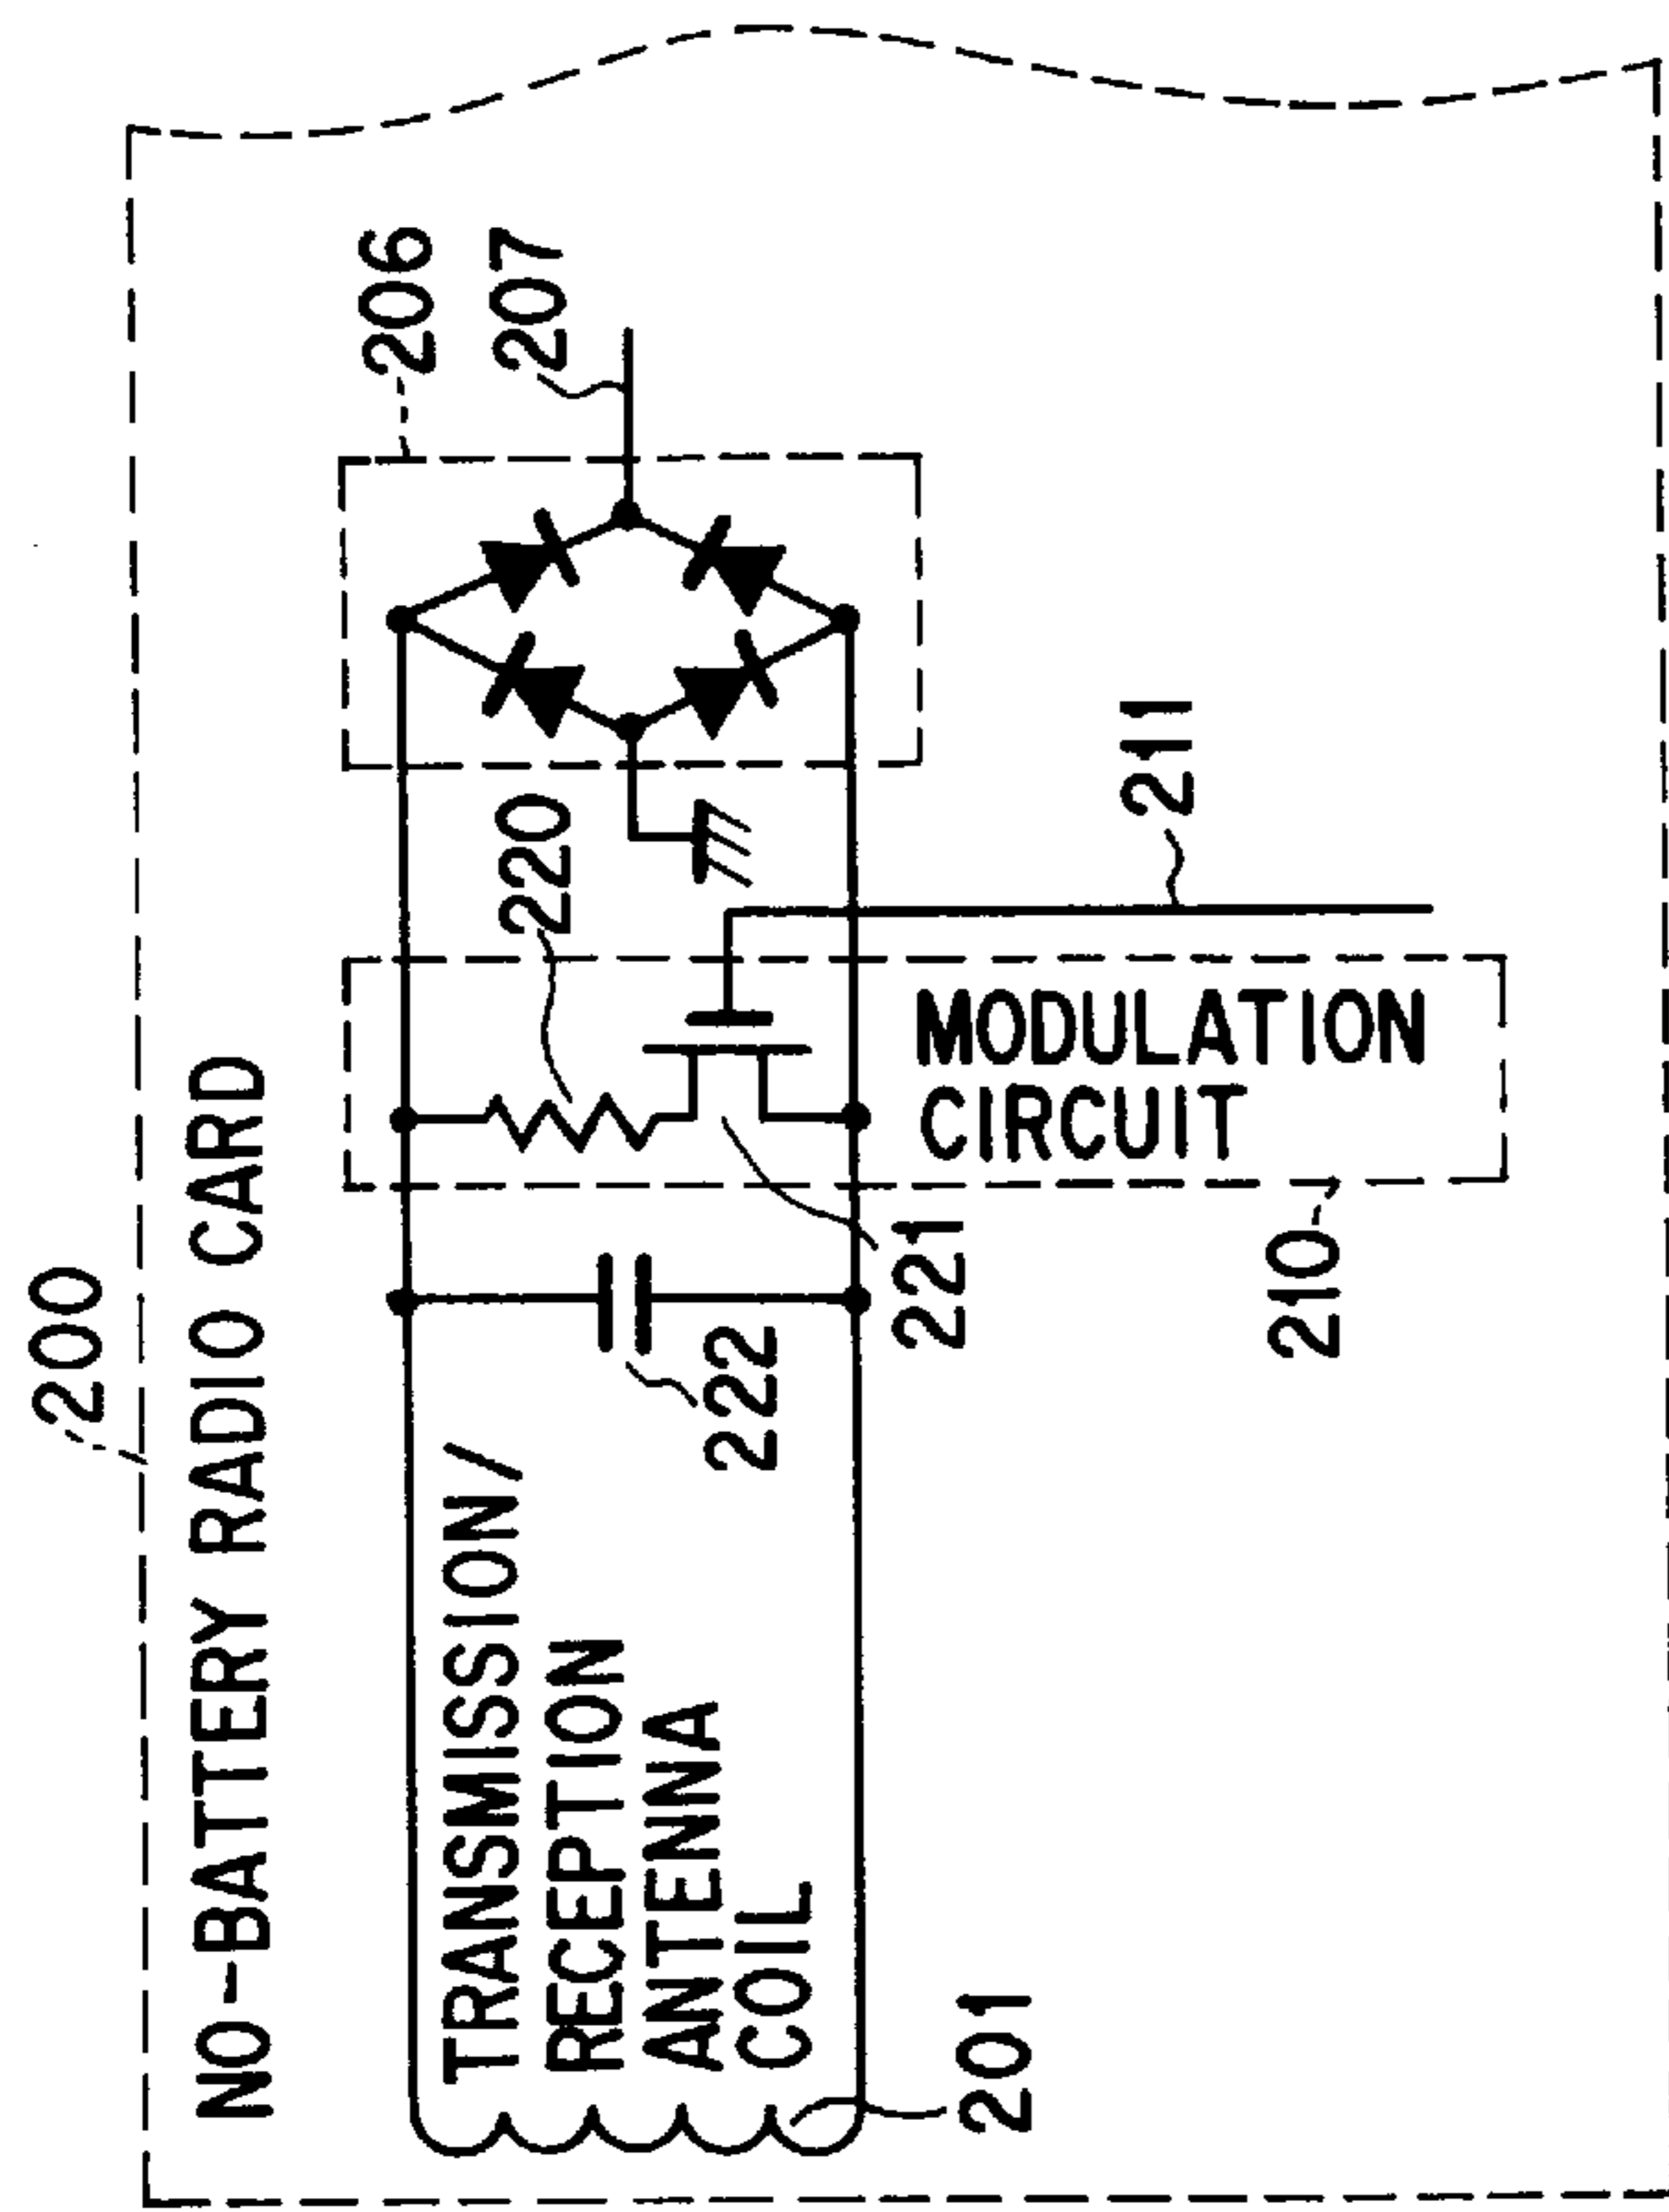 200
NO-BATTERY RADIO CARD
206
207
220
TRANSMISSION/
RECEPTION
ANTENNA
COIL
222
221
211
MODULATION
CIRCUIT
201
210